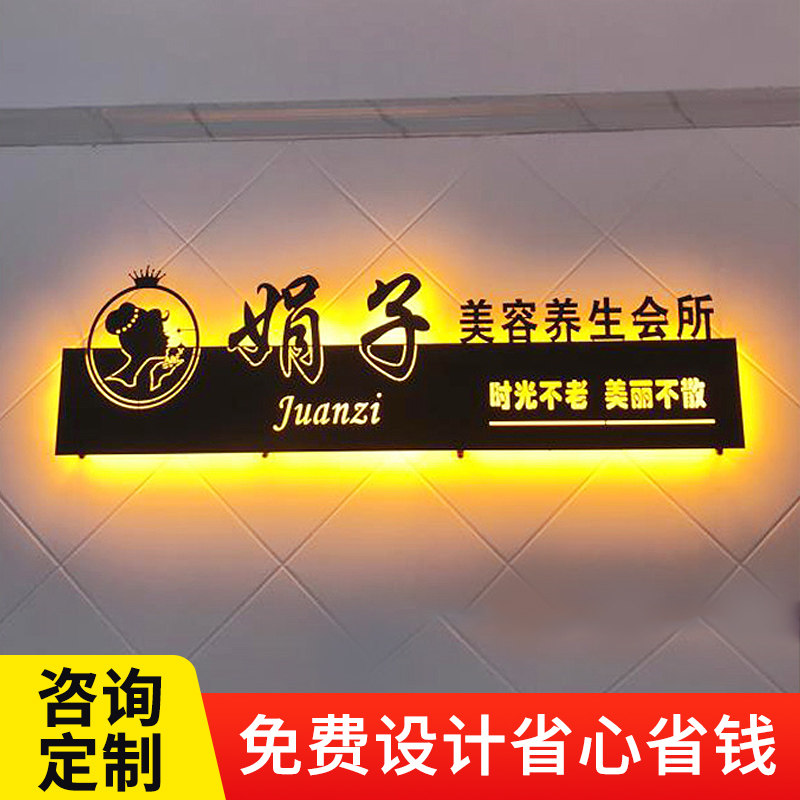 娟子
美容养生会所
Juanzi
时光不老 美丽不散
咨询
定制
免费设计省心省钱